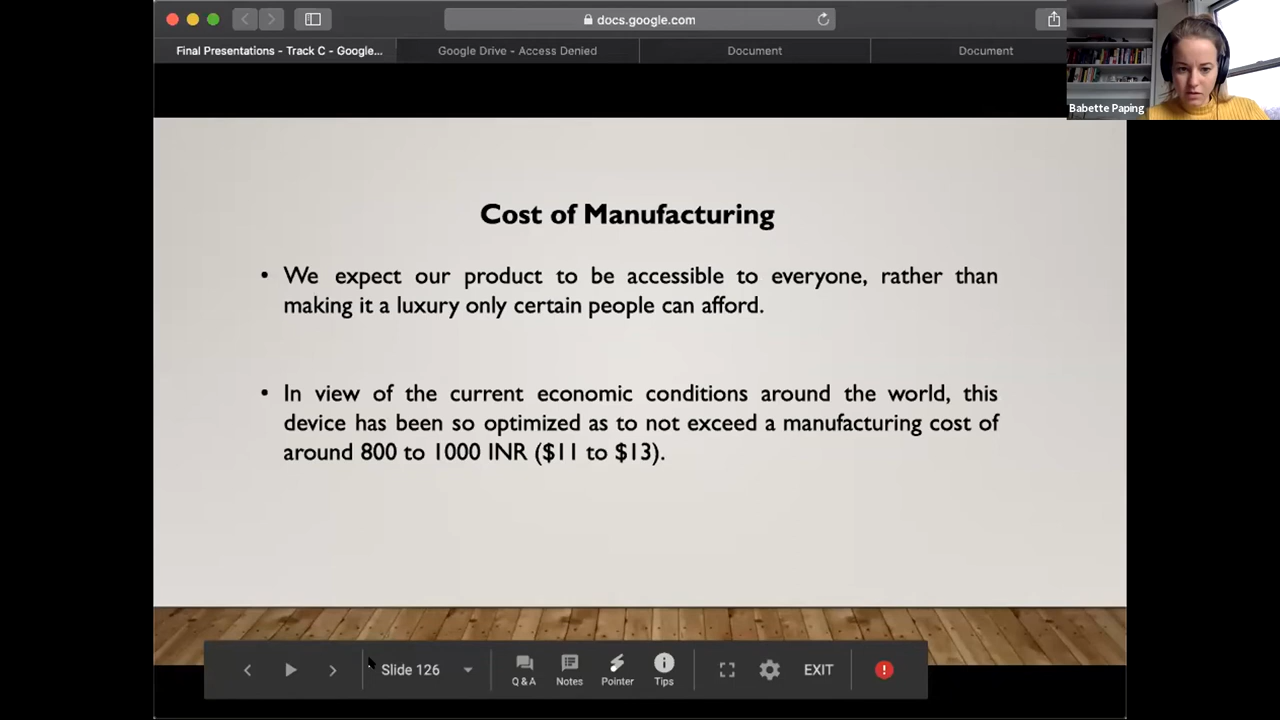 docs.google.com
Final Presentations - Track C - Google...
Google Drive - Access Denied
Document
Document
Babette Paping
Cost of Manufacturing
• We expect our product to be accessible to everyone, rather than
making it a luxury only certain people can afford.
• In view of the current economic conditions around the world, this
device has been so optimized as to not exceed a manufacturing cost of
around 800 to 1000 INR ($11 to $13).
Slide 126
Q & A
Notes
Pointer
Tips
EXIT